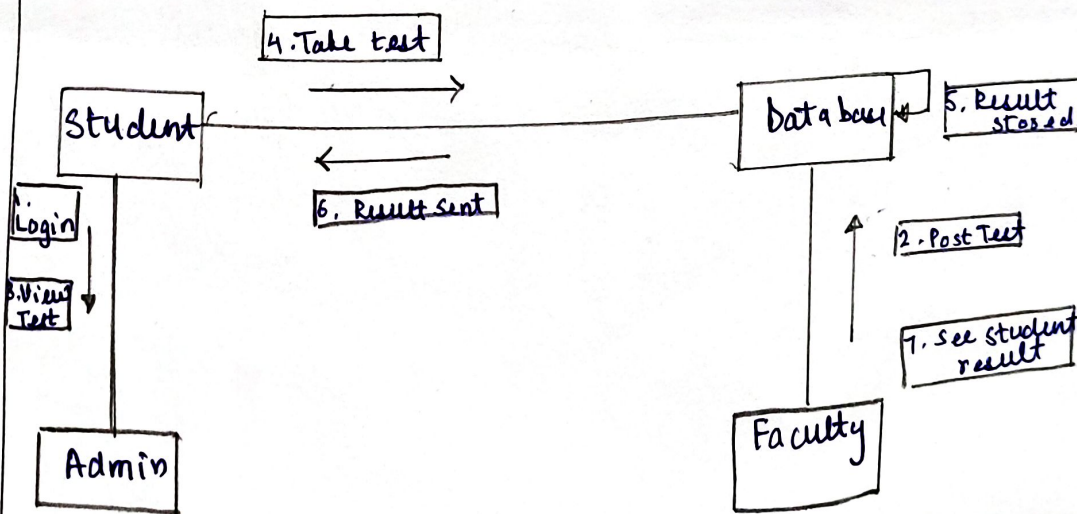 4. Take test
Student
Database
5. Result
stored
6. Result sent
1.
Login
2. Post Test
3. View
Test
7. See student
result
Admin
Faculty